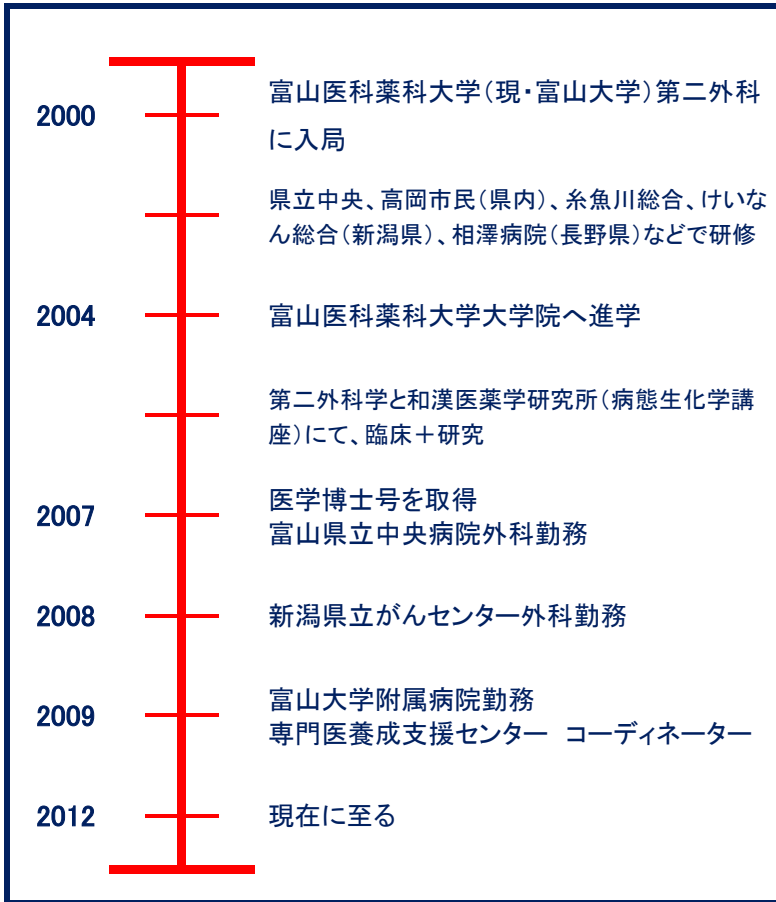 2000
富山医科薬科大学(現・富山大学)第二外科
に入局
県立中央、高岡市民(県内)、糸魚川総合、けいな
ん総合(新潟県)、相澤病院(長野県)などで研修
2004
富山医科薬科大学大学院へ進学
第二外科学と和漢医薬学研究所(病態生化学講
座)にて、臨床+研究
2007
医学博士号を取得
富山県立中央病院外科勤務
2008
新潟県立がんセンター外科勤務
2009
富山大学附属病院勤務
専門医養成支援センター　コーディネーター
2012
現在に至る